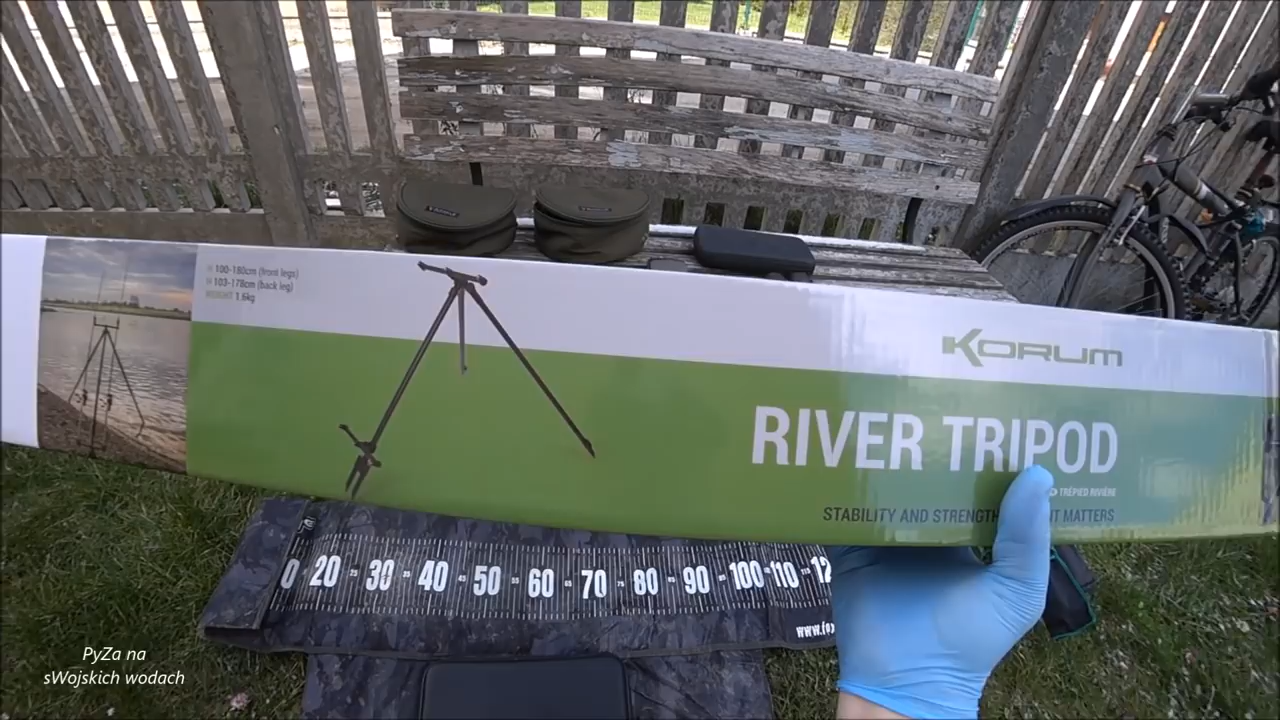 H 100-180cm (front legs)
H 103-178cm (back leg)
WEIGHT 1.6kg
KORUM
RIVER TRIPOD
TRÉPIED RIVIÈRE
STABILITY AND STRENGTH MATTERS
20 30 40 50 60 70 80 90 100 110 12
www.fox
PyZa na
sWojskich wodach